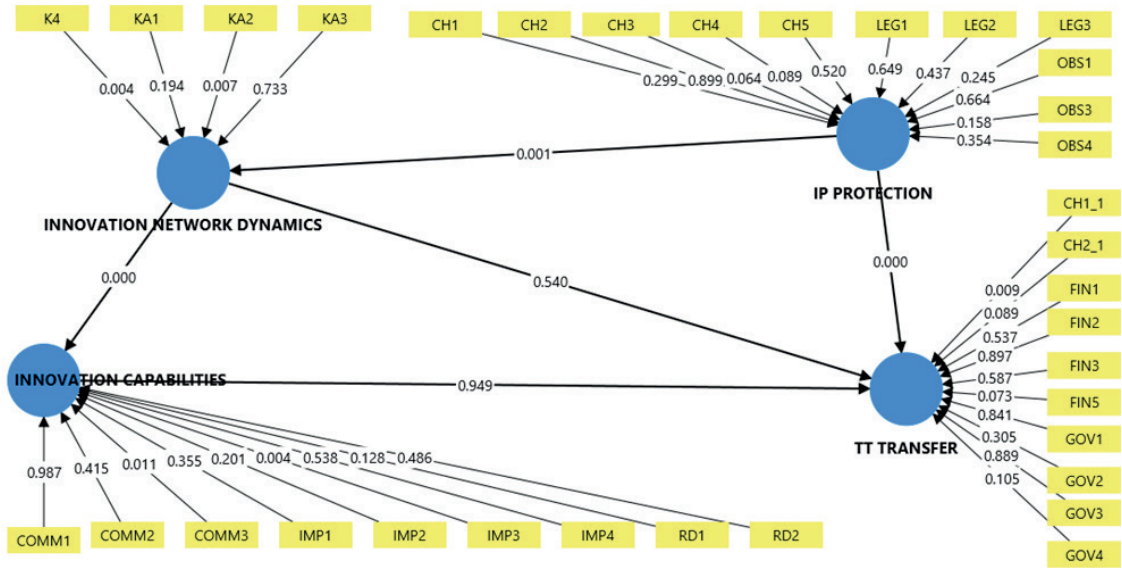 K4
KA1
KA2
KA3
CH1
CH2
CH3
CH4
CH5
LEG1
LEG2
LEG3
OBS1
OBS3
OBS4
0.004
0.194
0.007
0.733
0.299
0.899
0.064
0.089
0.520
0.649
0.437
0.245
0.664
0.158
0.354
0.001
INNOVATION NETWORK DYNAMICS
IP PROTECTION
0.000
0.540
0.000
CH1_1
CH2_1
FIN1
FIN2
FIN3
FIN5
GOV1
GOV2
GOV3
GOV4
0.009
0.089
0.537
0.897
0.587
0.073
0.841
0.305
0.889
0.105
INNOVATION CAPABILITIES
0.949
TT TRANSFER
0.987
0.415
0.011
0.355
0.201
0.004
0.538
0.128
0.486
COMM1
COMM2
COMM3
IMP1
IMP2
IMP3
IMP4
RD1
RD2